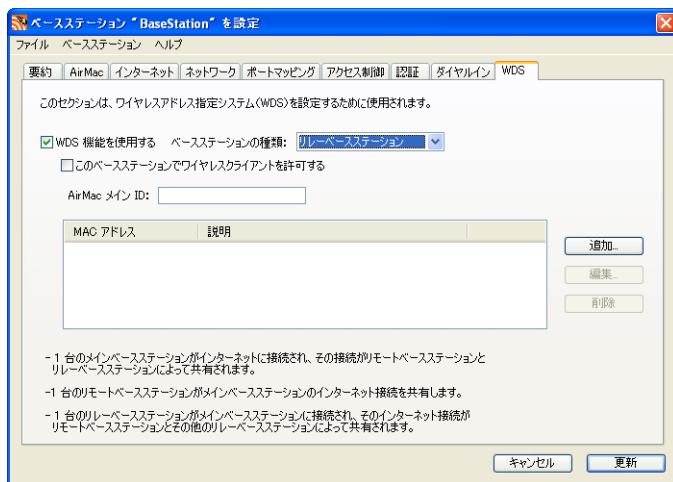 ベースステーション "BaseStation" を設定
ファイル ベースステーション ヘルプ
要約 AirMac インターネット ネットワーク ポートマッピング アクセス制御 認証 ダイヤルイン WDS
このセクションは、ワイヤレスアドレス指定システム(WDS)を設定するために使用されます。
WDS 機能を使用する ベースステーションの種類: リレーベースステーション
このベースステーションでワイヤレスクライアントを許可する
AirMac メイン ID:
MAC アドレス 説明
追加...
編集...
削除
- 1 台のメインベースステーションがインターネットに接続され、その接続がリモートベースステーションと
リレーベースステーションによって共有されます。
-1 台のリモートベースステーションがメインベースステーションのインターネット接続を共有します。
- 1 台のリレーベースステーションがメインベースステーションに接続され、そのインターネット接続が
リモートベースステーションとその他のリレーベースステーションによって共有されます。
キャンセル 更新